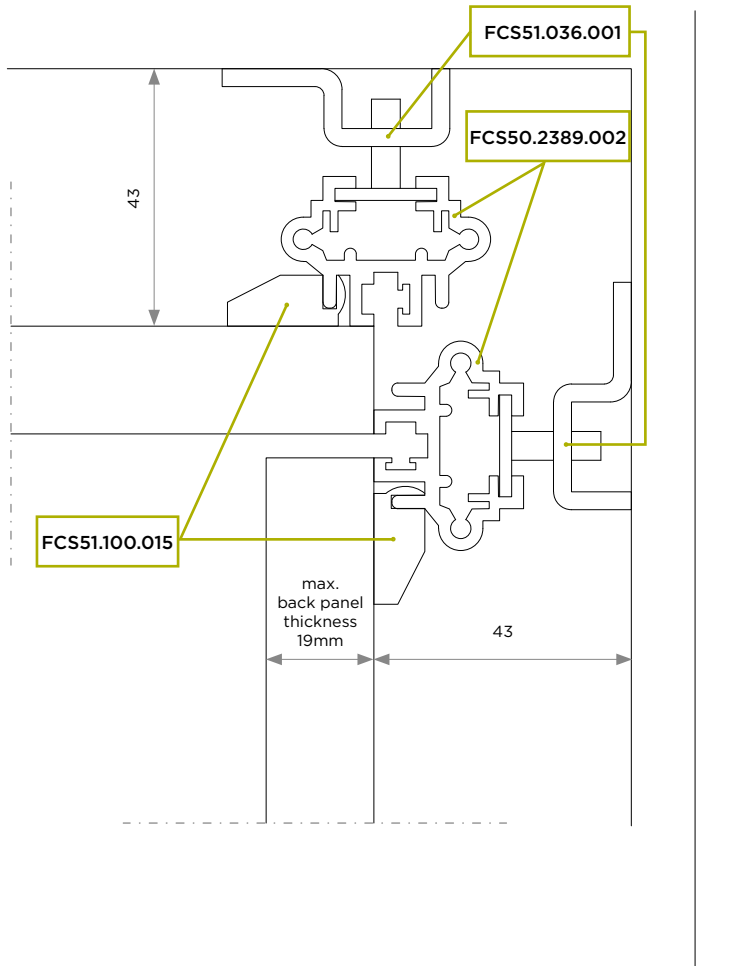 FCS51.036.001
FCS50.2389.002
43
FCS51.100.015
max.
back panel
thickness
19mm
43